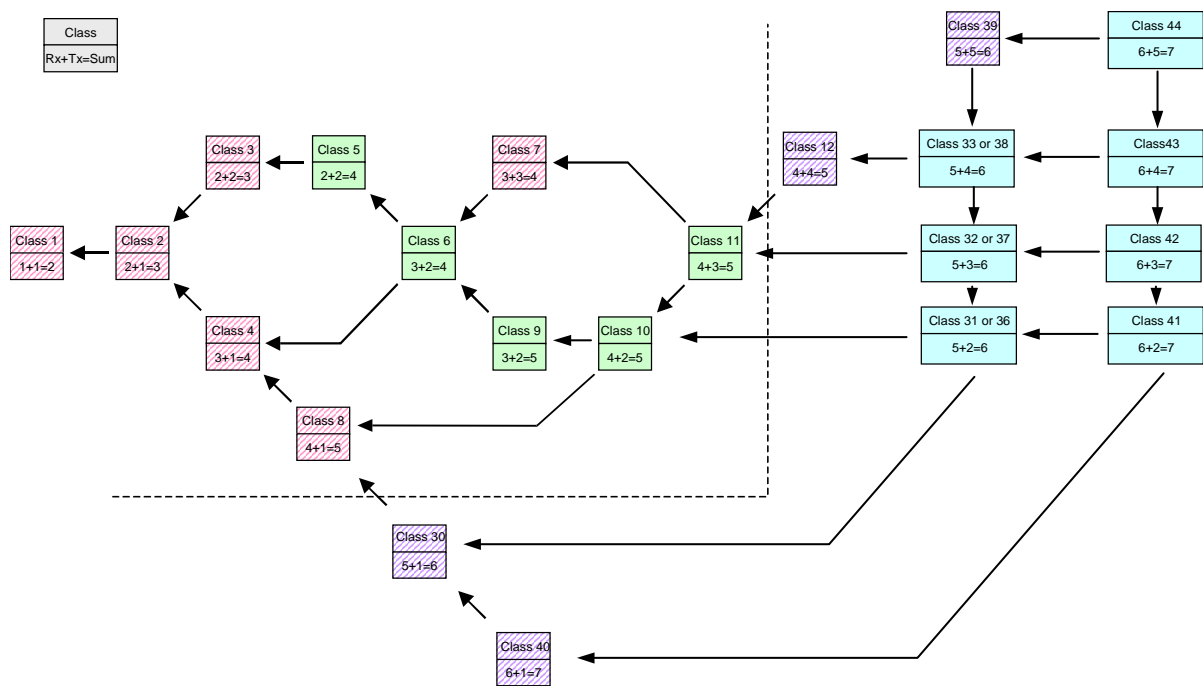 Class
Rx+Tx=Sum
Class 39
5+5=6
Class 44
6+5=7
Class 3
2+2=3
Class 5
2+2=4
Class 7
3+3=4
Class 12
4+4=5
Class 33 or 38
5+4=6
Class43
6+4=7
Class 1
1+1=2
Class 2
2+1=3
Class 6
3+2=4
Class 11
4+3=5
Class 32 or 37
5+3=6
Class 42
6+3=7
Class 4
3+1=4
Class 9
3+2=5
Class 10
4+2=5
Class 31 or 36
5+2=6
Class 41
6+2=7
Class 8
4+1=5
Class 30
5+1=6
Class 40
6+1=7